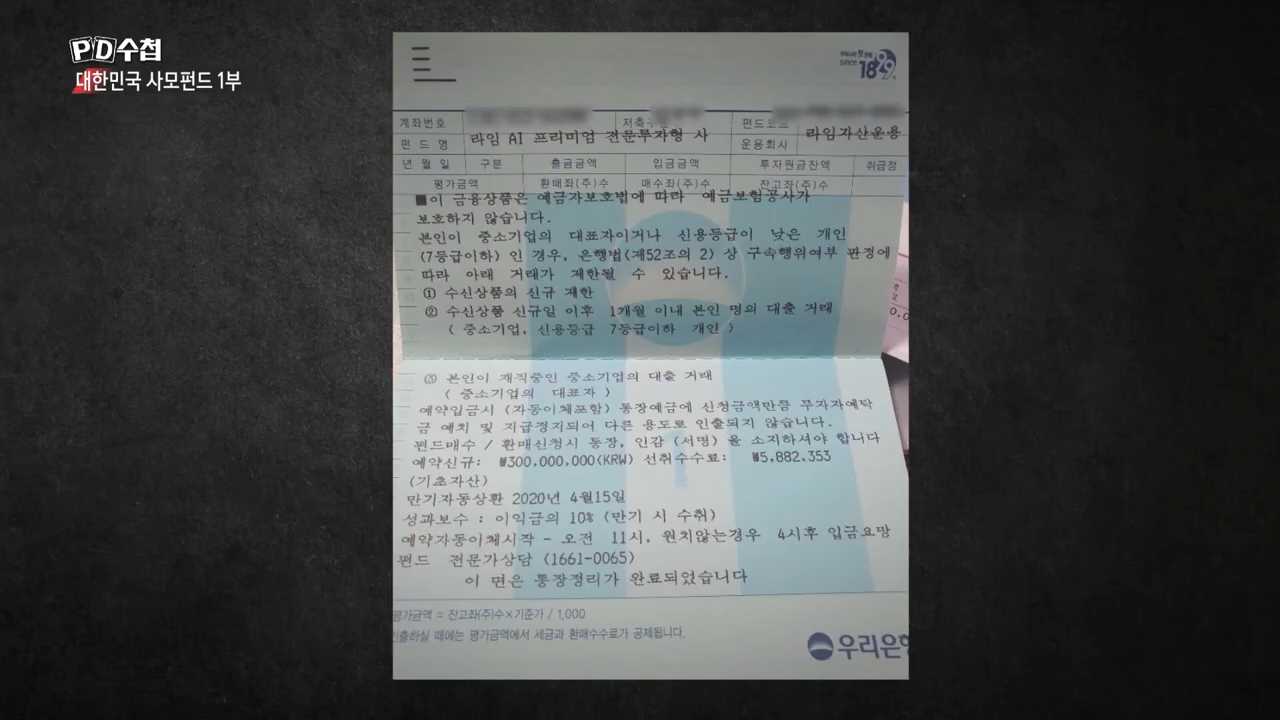 PD수첩
대한민국 사모펀드 1부
SINCE 1899
계좌번호 저축 펀드코드
펀드명 라임 AI 프리미엄 전문투자형 사 운용회사 라임자산운용
년월일 구분 출금금액 입금금액 투자원금잔액 취급점
평가금액 환매좌(주)수 매수좌(주)수 잔고좌(주)수
■이 금융상품은 예금자보호법에 따라 예금보험공사가
보호하지 않습니다.
본인이 중소기업의 대표자이거나 신용등급이 낮은 개인
(7등급이하) 인 경우, 은행법(제52조의 2) 상 구속행위여부 판정에
따라 아래 거래가 제한될 수 있습니다.
① 수신상품의 신규 제한
② 수신상품 신규일 이후 1개월 이내 본인 명의 대출 거래
( 중소기업, 신용등급 7등급이하 개인 )
③ 본인이 재직중인 중소기업의 대출 거래
( 중소기업의 대표자 )
예약입금시 (자동이체포함) 통장예금에 신청금액만큼 투자자예탁
금 예치 및 지급정지되어 다른 용도로 인출되지 않습니다.
펀드매수 / 환매신청시 통장, 인감 (서명) 을 소지하셔야 합니다
예약신규: ₩300,000,000(KRW) 선취수수료: ₩5,882,353
(기초자산)
만기자동상환 2020년 4월15일
성과보수 : 이익금의 10% (만기 시 수취)
예약자동이체시작 - 오전 11시, 원치않는경우 4시후 입금요망
펀드 전문가상담 (1661-0065)
이 면은 통장정리가 완료되었습니다
평가금액 = 잔고좌(주)수×기준가 / 1,000
인출하실 때에는 평가금액에서 세금과 환매수수료가 공제됩니다.
우리은행